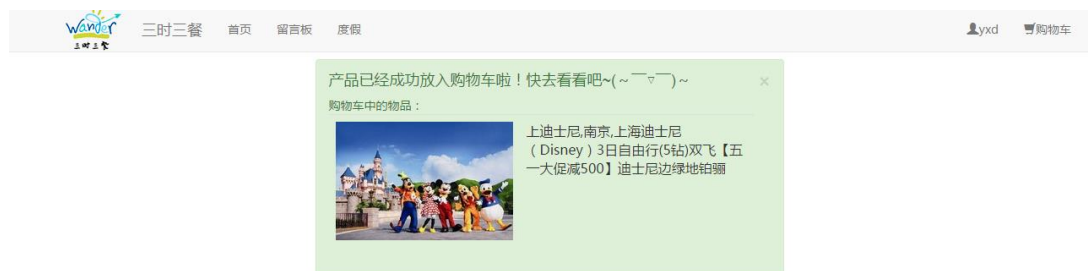 Wander
三时三餐
三时三餐 首页 留言板 度假 yxd 购物车
产品已经成功放入购物车啦！快去看看吧~(～￣▽￣)～ ×
购物车中的物品：
上迪士尼,南京,上海迪士尼
（Disney）3日自由行(5钻)双飞【五
一大促减500】迪士尼边绿地铂骊